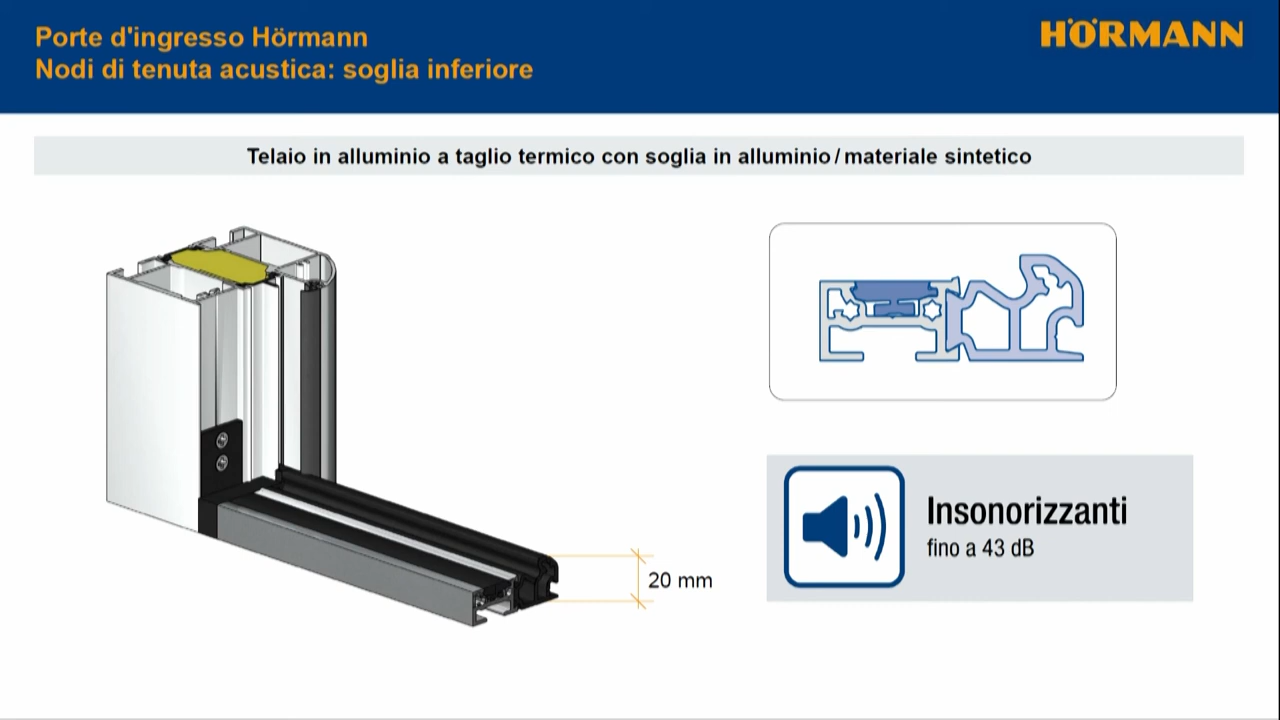 Porte d'ingresso Hörmann
Nodi di tenuta acustica: soglia inferiore
HÖRMANN
Telaio in alluminio a taglio termico con soglia in alluminio/materiale sintetico
20 mm
Insonorizzanti
fino a 43 dB